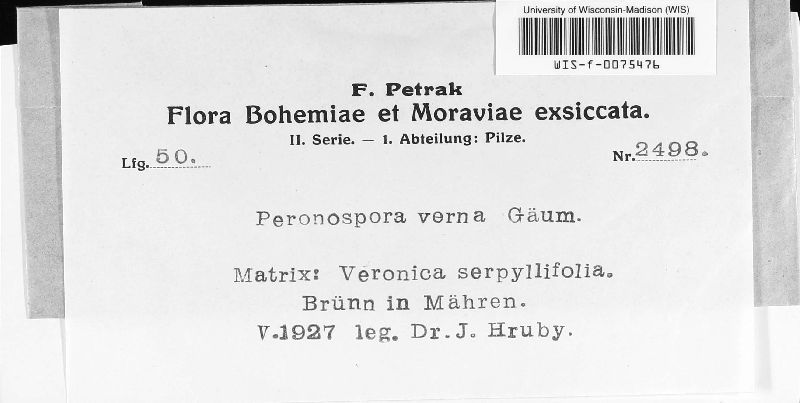 University of Wisconsin-Madison (WIS)
WIS-f-0075476
F. Petrak
Flora Bohemiae et Moraviae exsiccata.
II. Serie. — 1. Abteilung: Pilze.
Lfg. 50.
Nr. 2498.
Peronospora verna Gäum.
Matrix: Veronica serpyllifolia.
Brünn in Mähren.
V.1927 leg. Dr. J. Hruby.